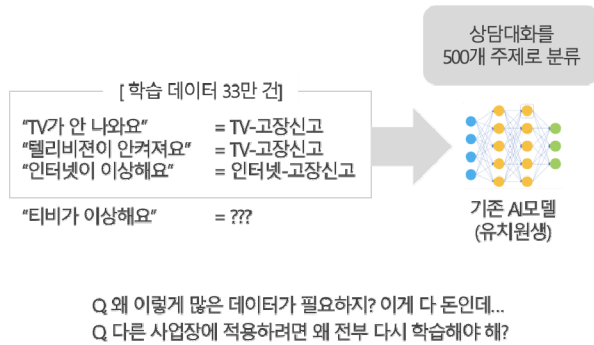 상담대화를
500개 주제로 분류
[ 학습 데이터 33만 건]
“TV가 안 나와요” = TV-고장신고
“텔리비젼이 안켜져요” = TV-고장신고
“인터넷이 이상해요” = 인터넷-고장신고
“티비가 이상해요” = ???
기존 AI모델
(유치원생)
Q 왜 이렇게 많은 데이터가 필요하지? 이게 다 돈인데...
Q 다른 사업장에 적용하려면 왜 전부 다시 학습해야 해?